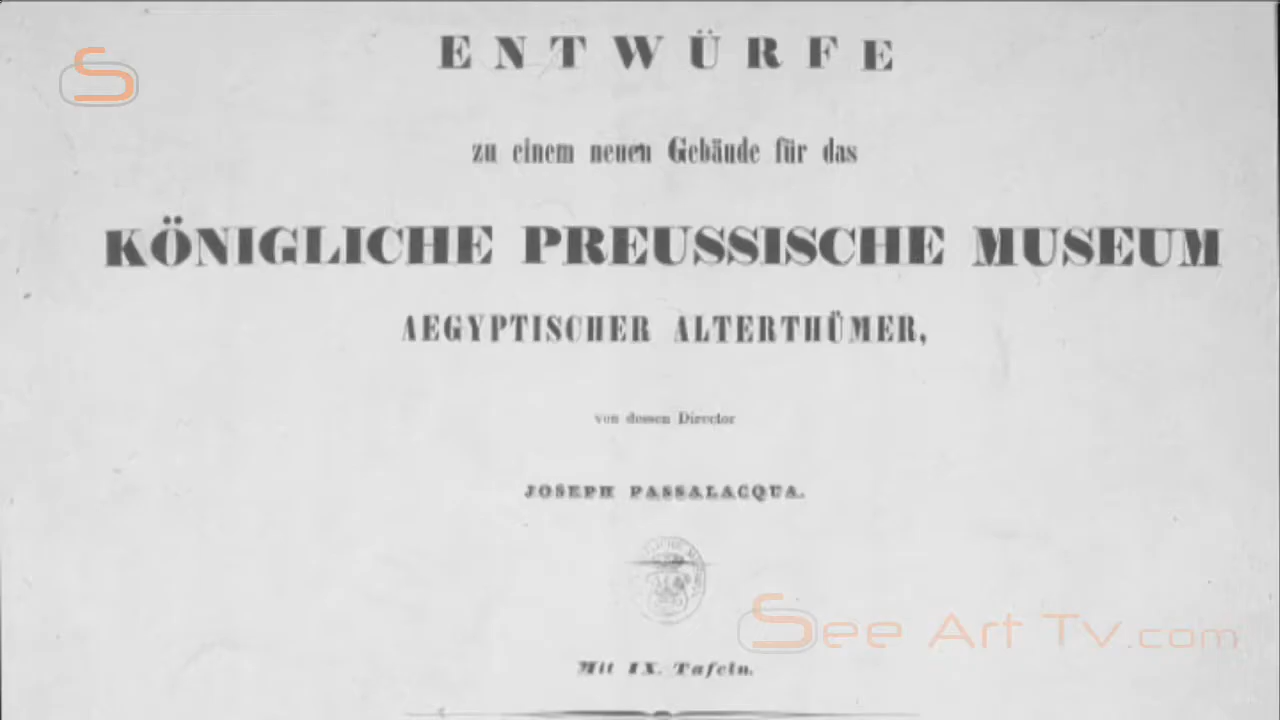 ENTWÜRFE
zu einem neuen Gebäude für das
KÖNIGLICHE PREUSSISCHE MUSEUM
AEGYPTISCHER ALTERTHÜMER,
von dessen Director
JOSEPH PASSALACQUA.
See Art Tv.com
Mit IX. Tafeln.